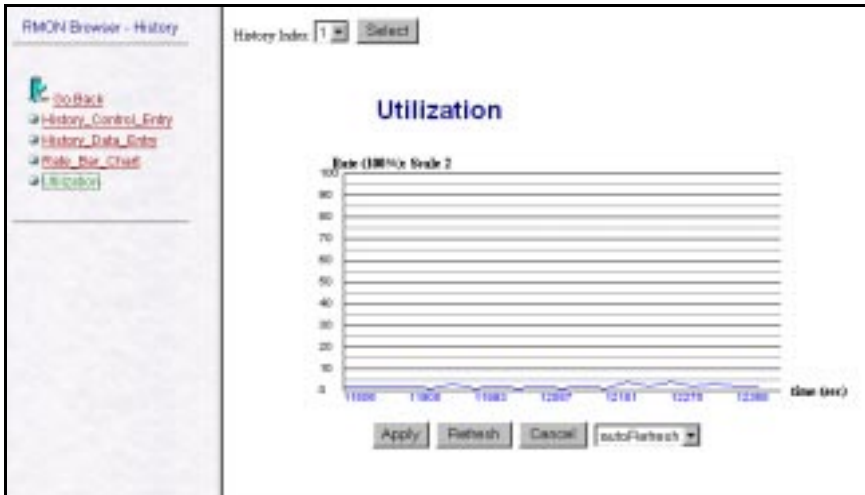 RMON Browser - History
Go Back
History_Control_Entry
History_Data_Entry
Rate_Bar_Chart
Utilization
History Index 1 Select
Utilization
Rate (100%): Scale 2
100
90
80
70
60
50
40
30
20
10
0
time (sec)
Apply Refresh Cancel autoRefresh